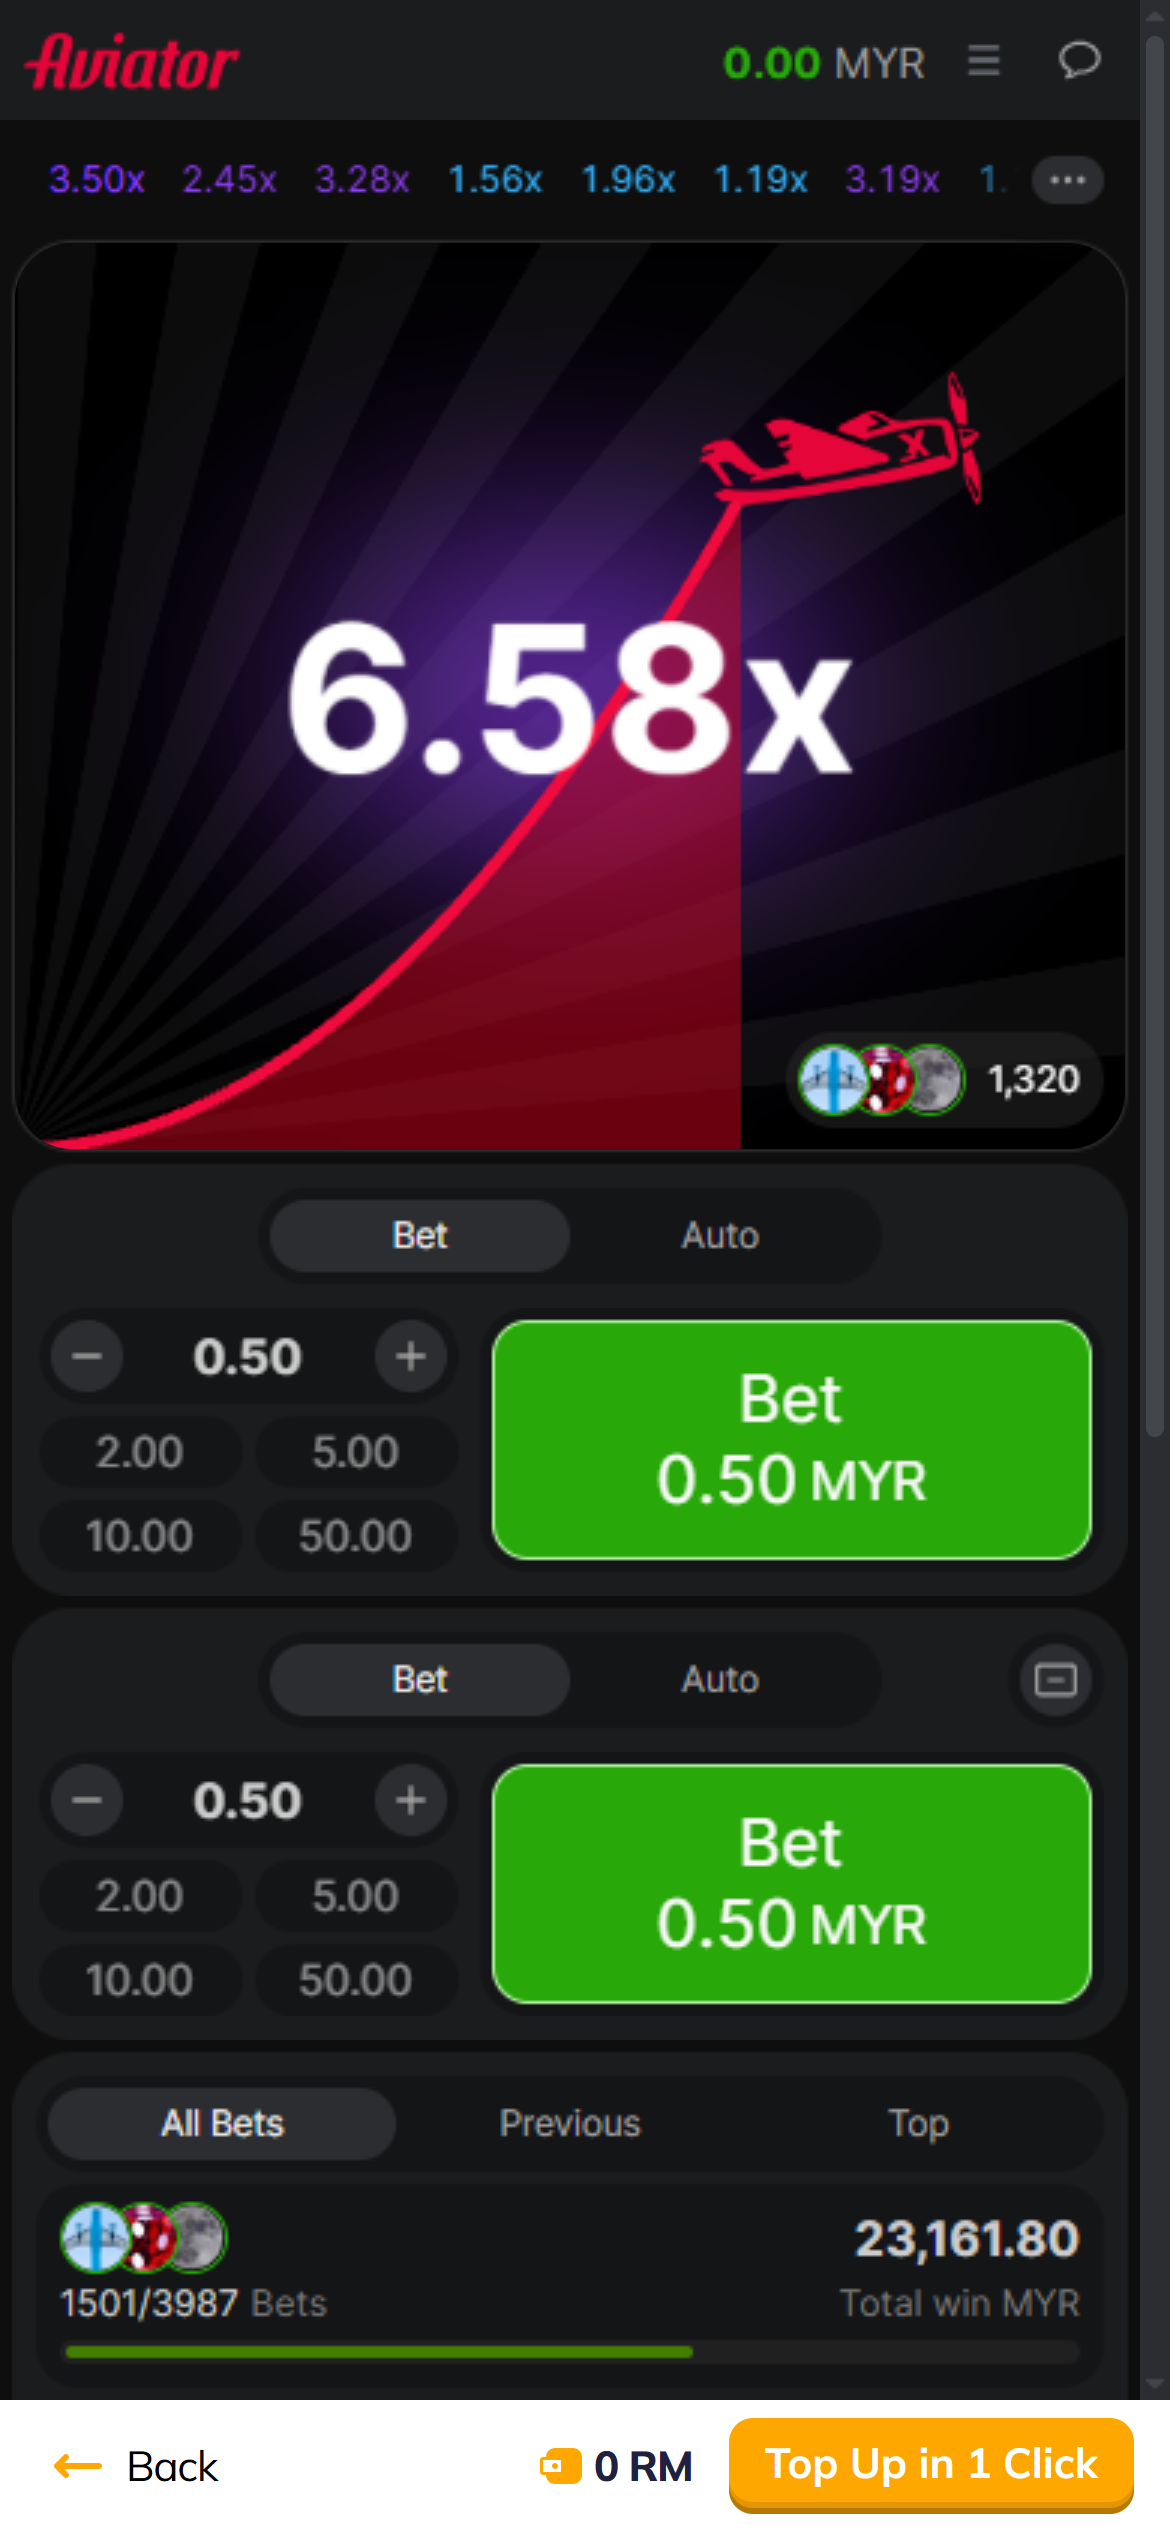 Aviator 0.00 MYR
3.50x 2.45x 3.28x 1.56x 1.96x 1.19x 3.19x 1.
6.58x
1,320
Bet Auto
0.50
2.00 5.00
10.00 50.00
Bet
0.50 MYR
Bet Auto
0.50
2.00 5.00
10.00 50.00
Bet
0.50 MYR
All Bets Previous Top
23,161.80
1501/3987 Bets Total win MYR
Back 0 RM Top Up in 1 Click